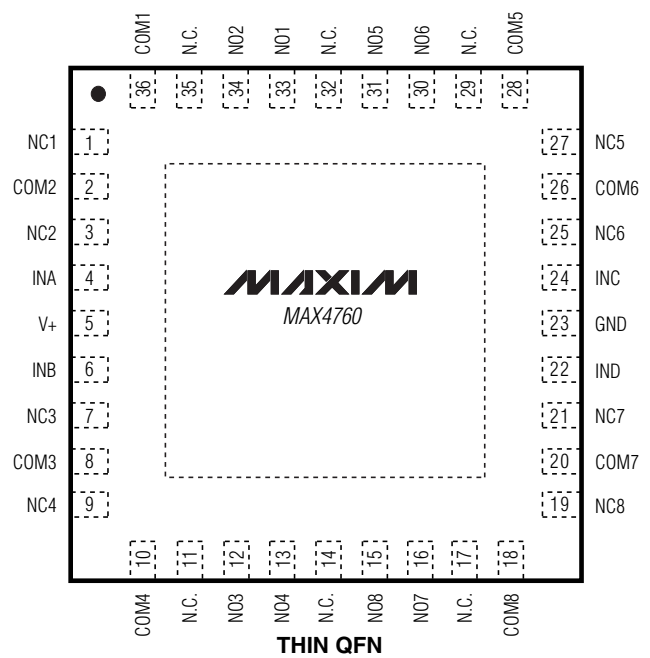 COM1 N.C. NO2 NO1 N.C. NO5 NO6 N.C. COM5
36 35 34 33 32 31 30 29 28
NC1 1 27 NC5
COM2 2 26 COM6
NC2 3 25 NC6
INA 4 MAXIM 24 INC
V+ 5 MAX4760 23 GND
INB 6 22 IND
NC3 7 21 NC7
COM3 8 20 COM7
NC4 9 19 NC8
10 11 12 13 14 15 16 17 18
COM4 N.C. NO3 NO4 N.C. NO8 NO7 N.C. COM8
THIN QFN